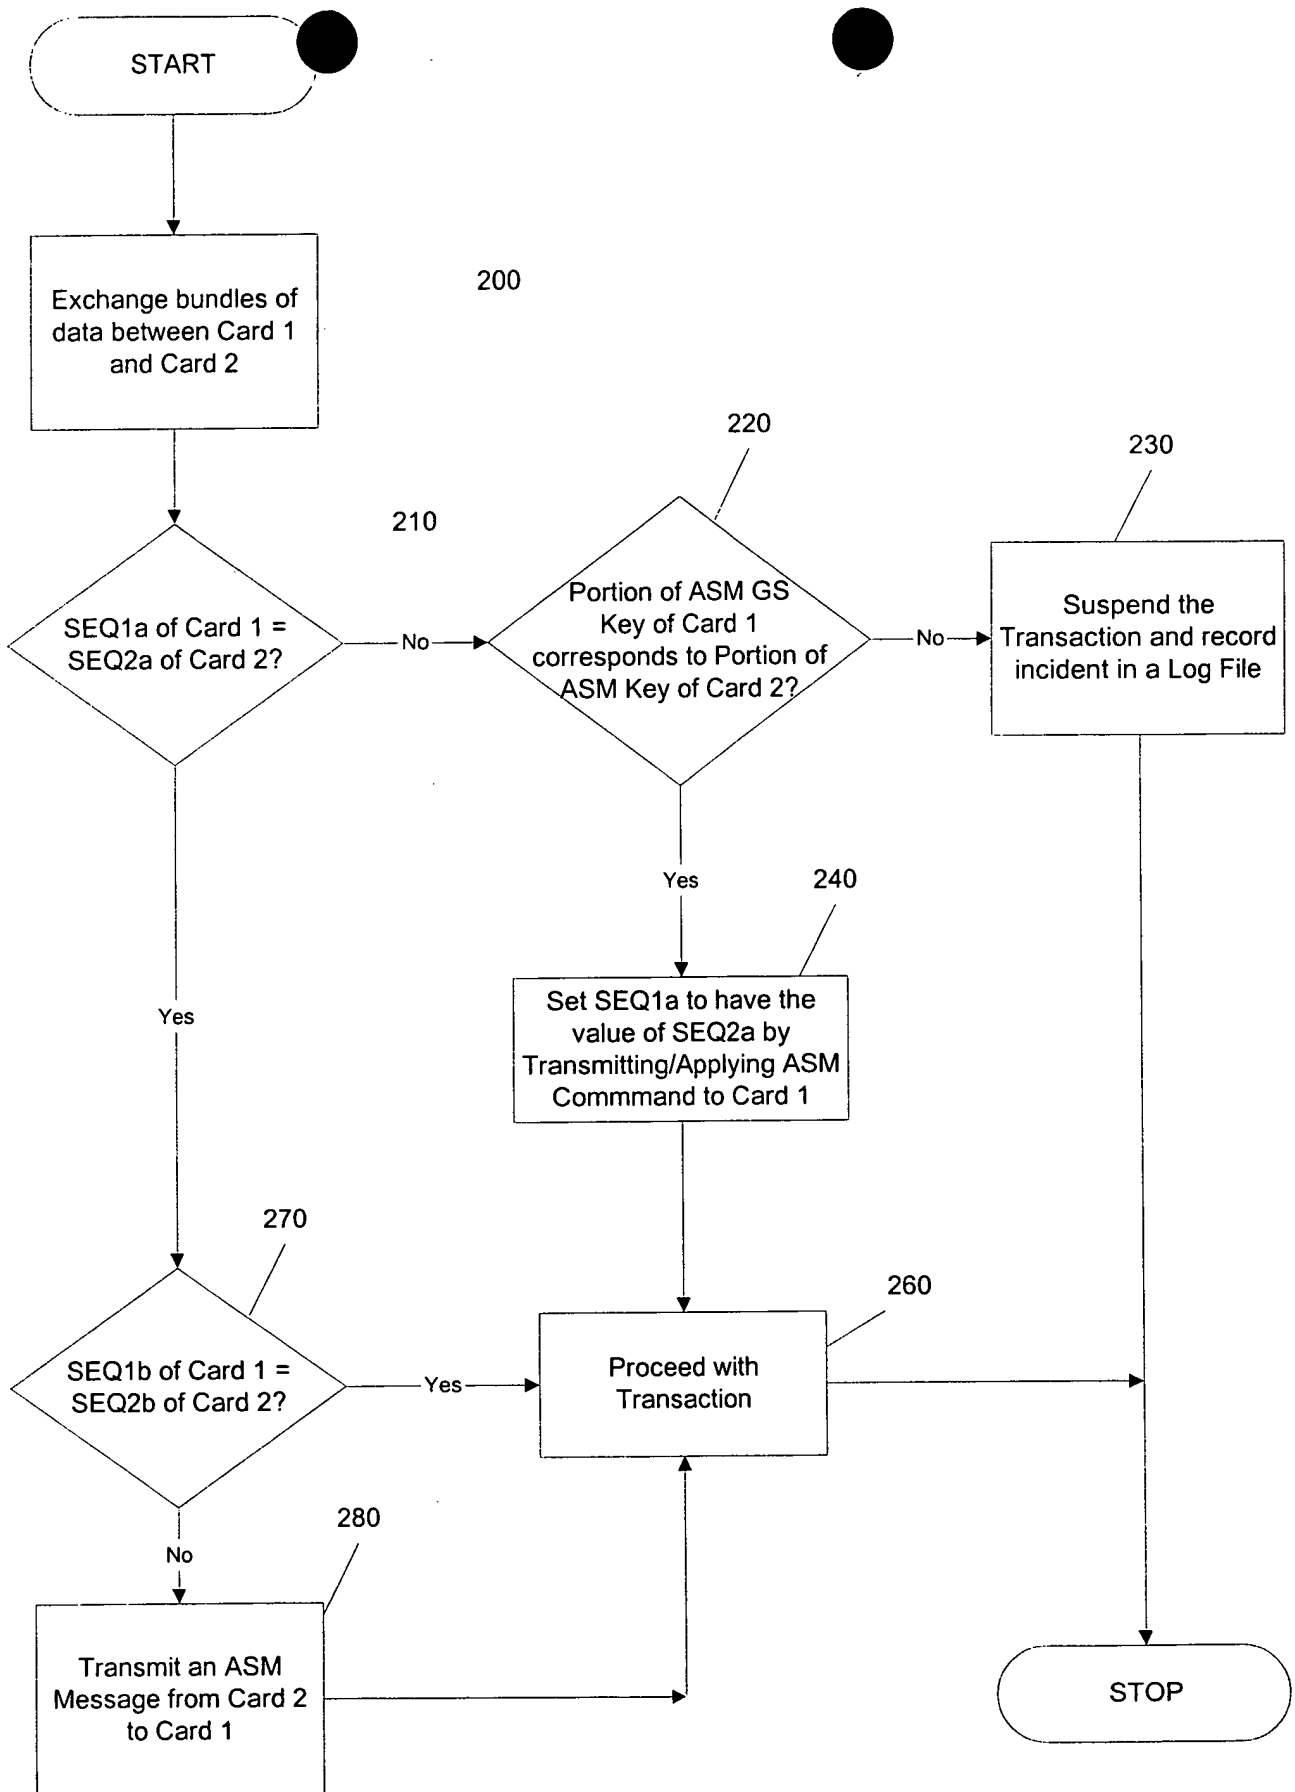 START
Exchange bundles of
data between Card 1
and Card 2
200
220
230
210
SEQ1a of Card 1 =
SEQ2a of Card 2?
No
Portion of ASM GS
Key of Card 1
corresponds to Portion of
ASM Key of Card 2?
No
Suspend the
Transaction and record
incident in a Log File
Yes
240
Yes
Set SEQ1a to have the
value of SEQ2a by
Transmitting/Applying ASM
Commmand to Card 1
270
260
SEQ1b of Card 1 =
SEQ2b of Card 2?
Yes
Proceed with
Transaction
280
No
Transmit an ASM
Message from Card 2
to Card 1
STOP